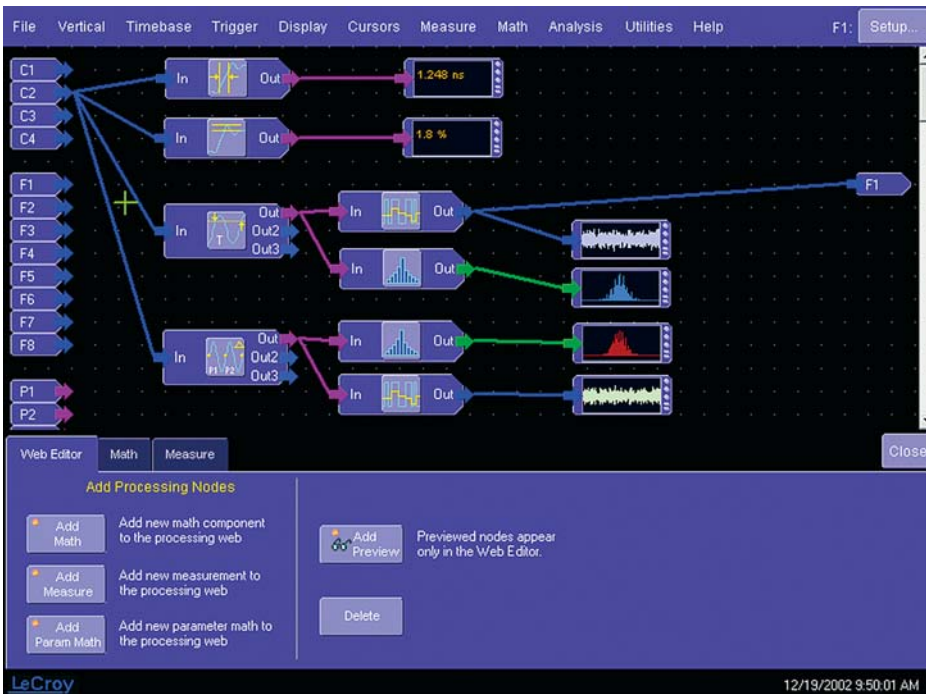 File Vertical Timebase Trigger Display Cursors Measure Math Analysis Utilities Help F1: Setup...
C1
C2
C3
C4
F1
F2
F3
F4
F5
F6
F7
F8
P1
P2
In Out
1.248 ns
In Out
1.8 %
In Out
Out2
Out3
T
In Out
F1
In Out
In Out
Out2
Out3
P1 P2
In Out
In Out
Web Editor Math Measure
Close
Add Processing Nodes
Add Math
Add new math component
to the processing web
Add Measure
Add new measurement to
the processing web
Add Param Math
Add new parameter math to
the processing web
Add Preview
Previewed nodes appear
only in the Web Editor.
Delete
LeCroy
12/19/2002 9:50:01 AM